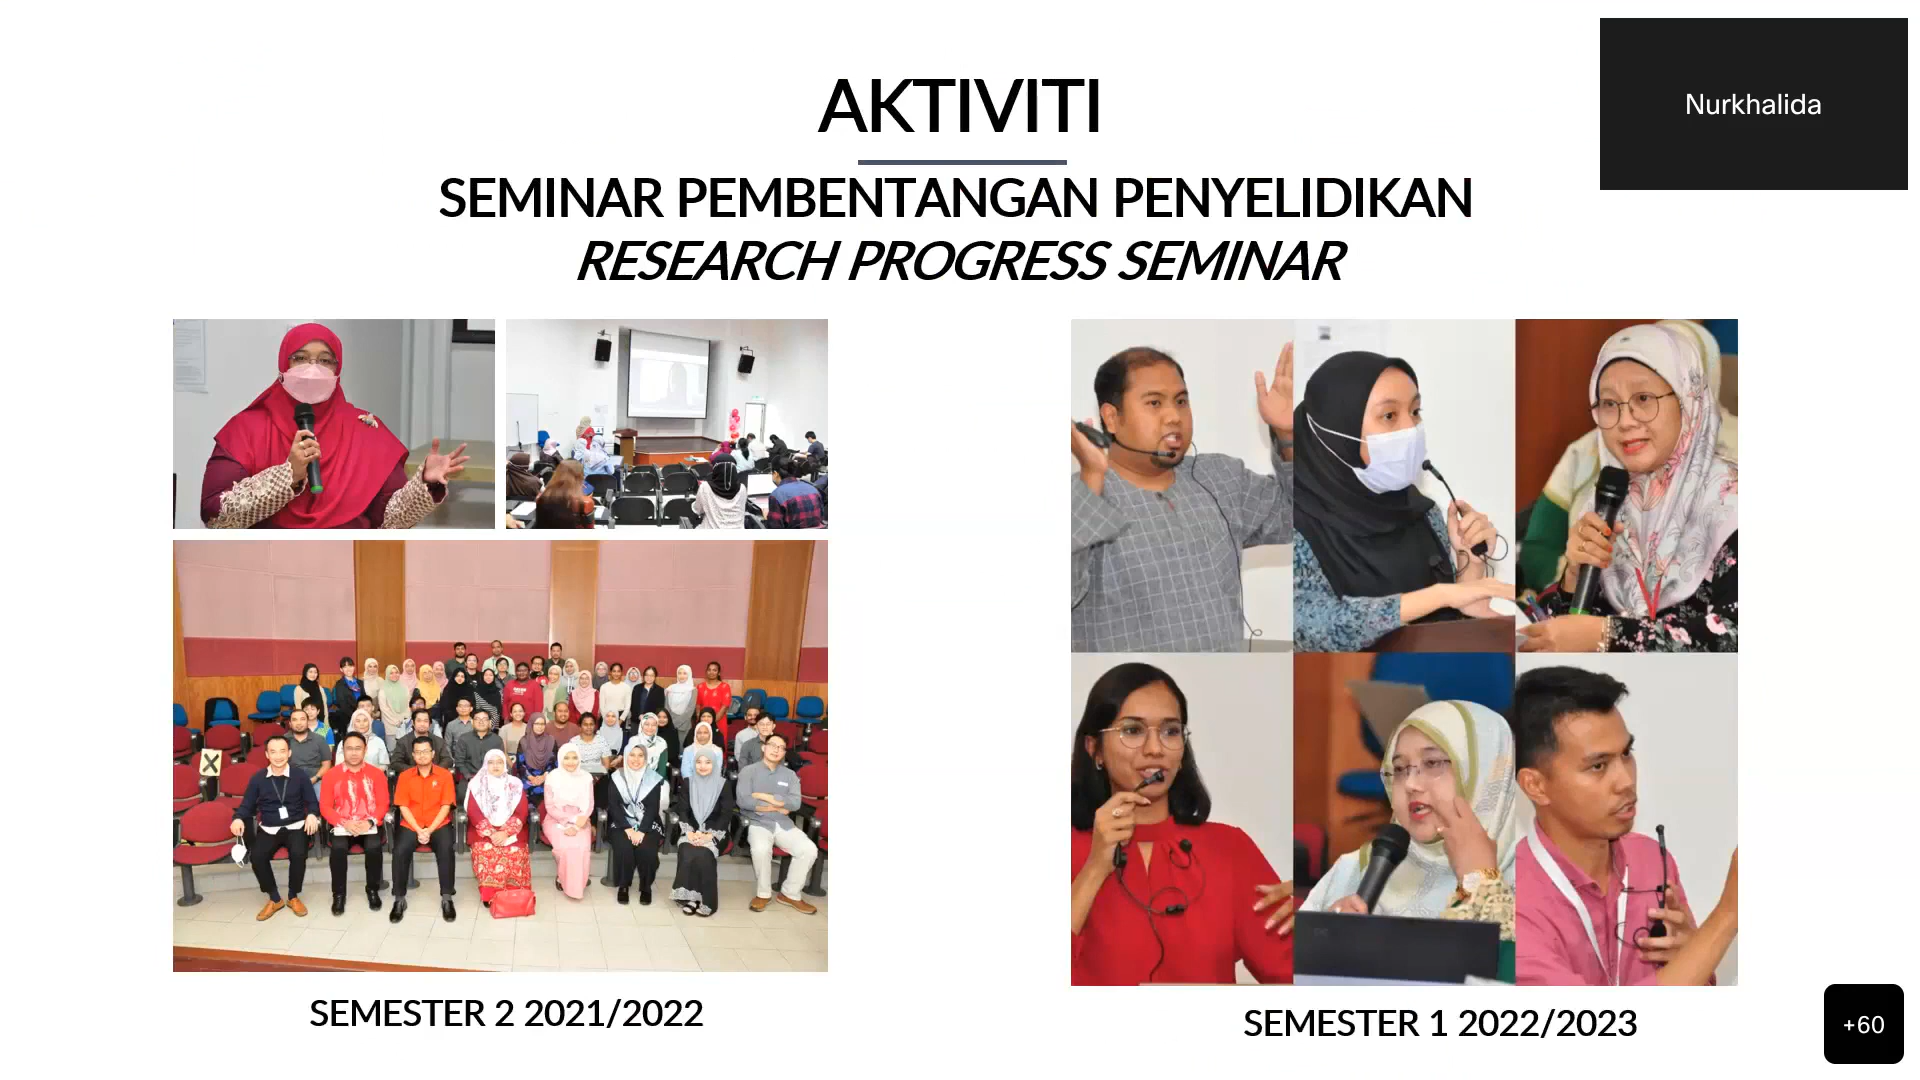 AKTIVITI
SEMINAR PEMBENTANGAN PENYELIDIKAN
RESEARCH PROGRESS SEMINAR
Nurkhalida
X
SEMESTER 2 2021/2022
SEMESTER 1 2022/2023
+60